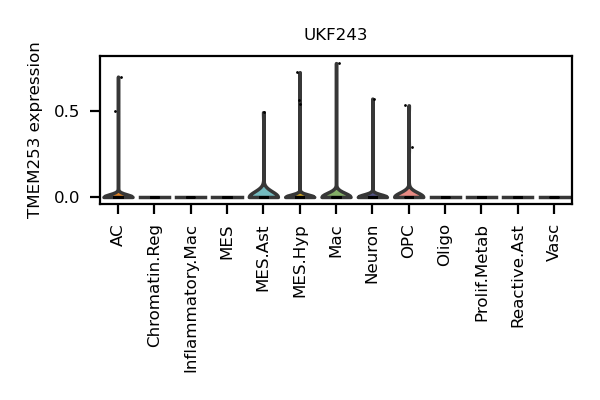 UKF243
TMEM253 expression
0.5
0.0
AC
Chromatin.Reg
Inflammatory.Mac
MES
MES.Ast
MES.Hyp
Mac
Neuron
OPC
Oligo
Prolif.Metab
Reactive.Ast
Vasc